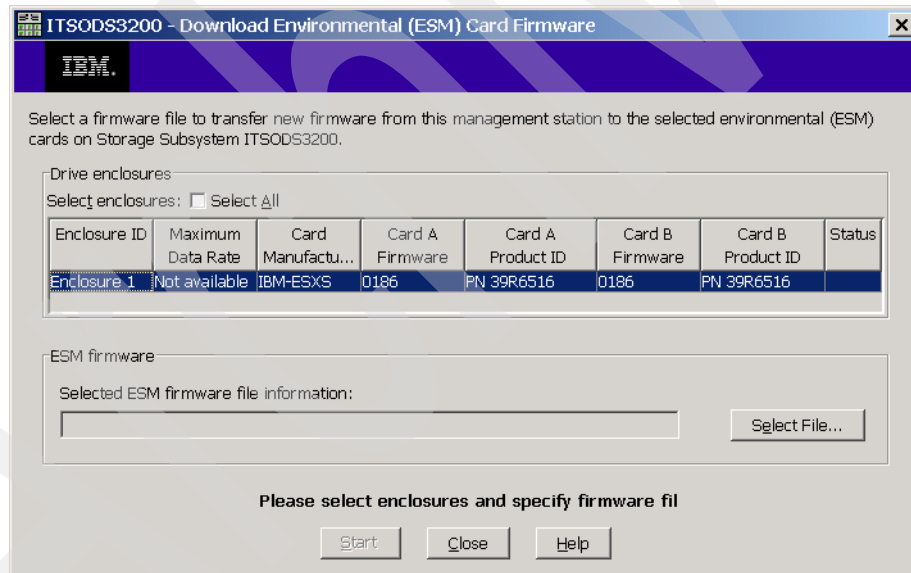 ITSODS3200 - Download Environmental (ESM) Card Firmware
IBM.
Select a firmware file to transfer new firmware from this management station to the selected environmental (ESM)
cards on Storage Subsystem ITSODS3200.
Drive enclosures
Select enclosures: Select All
Enclosure ID Maximum Data Rate Card Manufactu... Card A Firmware Card A Product ID Card B Firmware Card B Product ID Status
Enclosure 1 Not available IBM-ESXS 0186 PN 39R6516 0186 PN 39R6516
ESM firmware
Selected ESM firmware file information:
Select File...
Please select enclosures and specify firmware fil
Start Close Help